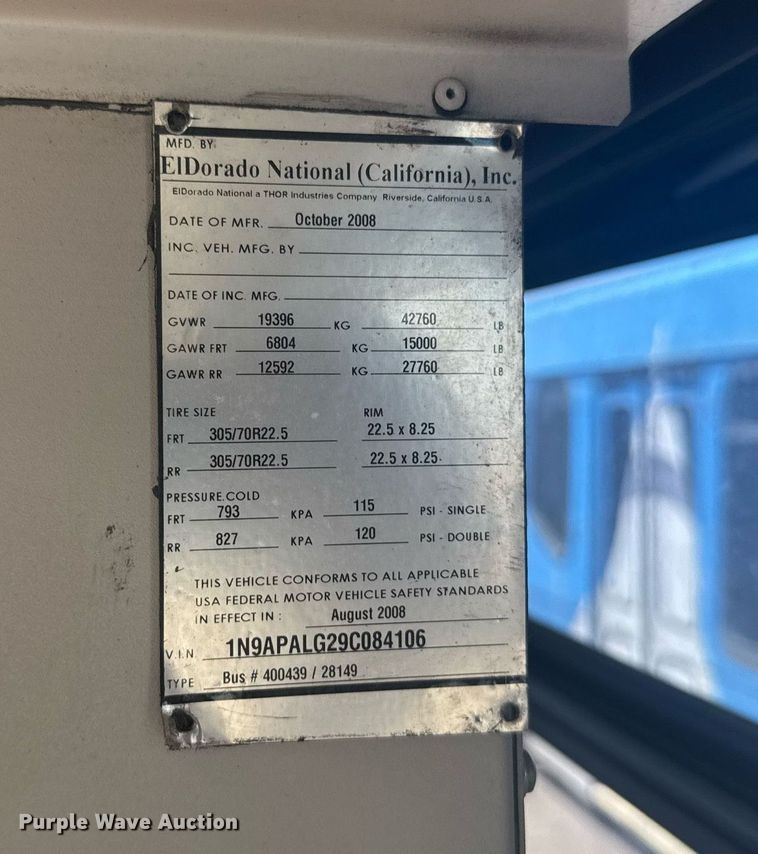 MFD. BY
ElDorado National (California), Inc.
ElDorado National a THOR Industries Company Riverside, California U.S.A.
DATE OF MFR. October 2008
INC. VEH. MFG. BY
DATE OF INC. MFG.
GVWR 19396 KG 42760 LB
GAWR FRT 6804 KG 15000 LB
GAWR RR 12592 KG 27760 LB
TIRE SIZE RIM
FRT 305/70R22.5 22.5 x 8.25
RR 305/70R22.5 22.5 x 8.25
PRESSURE.COLD
FRT 793 KPA 115 PSI - SINGLE
RR 827 KPA 120 PSI - DOUBLE
THIS VEHICLE CONFORMS TO ALL APPLICABLE
USA FEDERAL MOTOR VEHICLE SAFETY STANDARDS
IN EFFECT IN : August 2008
V.I.N. 1N9APALG29C084106
TYPE Bus # 400439 / 28149
Purple Wave Auction